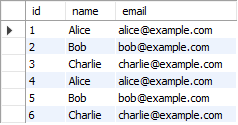 id name email
1 Alice alice@example.com
2 Bob bob@example.com
3 Charlie charlie@example.com
4 Alice alice@example.com
5 Bob bob@example.com
6 Charlie charlie@example.com